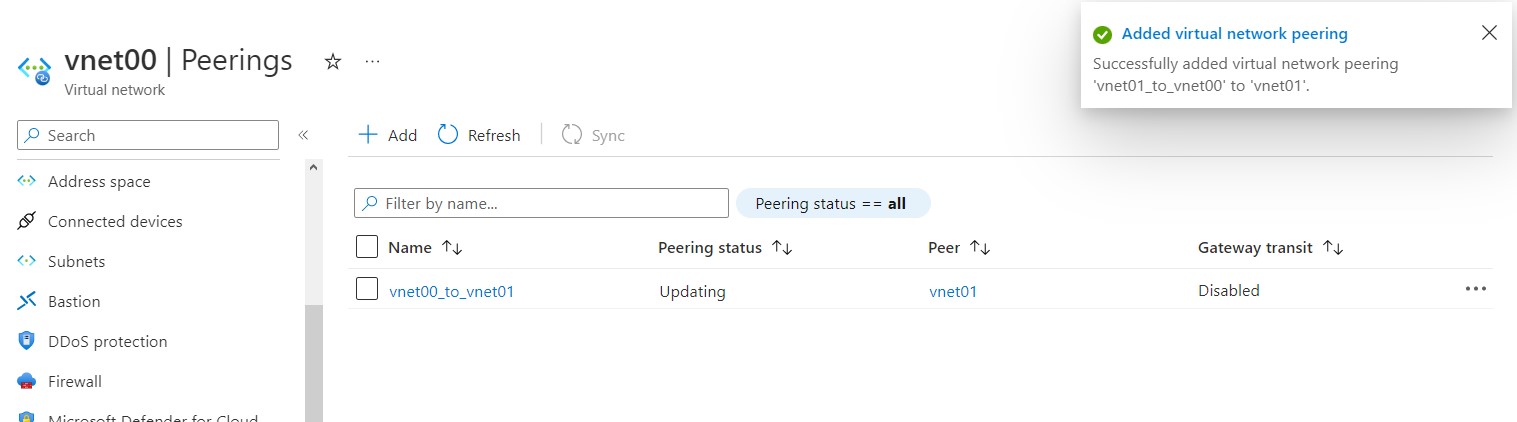 vnet00 | Peerings
Virtual network
Added virtual network peering
Successfully added virtual network peering
'vnet01_to_vnet00' to 'vnet01'.
Search
Address space
Connected devices
Subnets
Bastion
DDoS protection
Firewall
Microsoft Defender for Cloud
Add Refresh Sync
Filter by name...
Peering status == all
Name Peering status Peer Gateway transit
vnet00_to_vnet01 Updating vnet01 Disabled